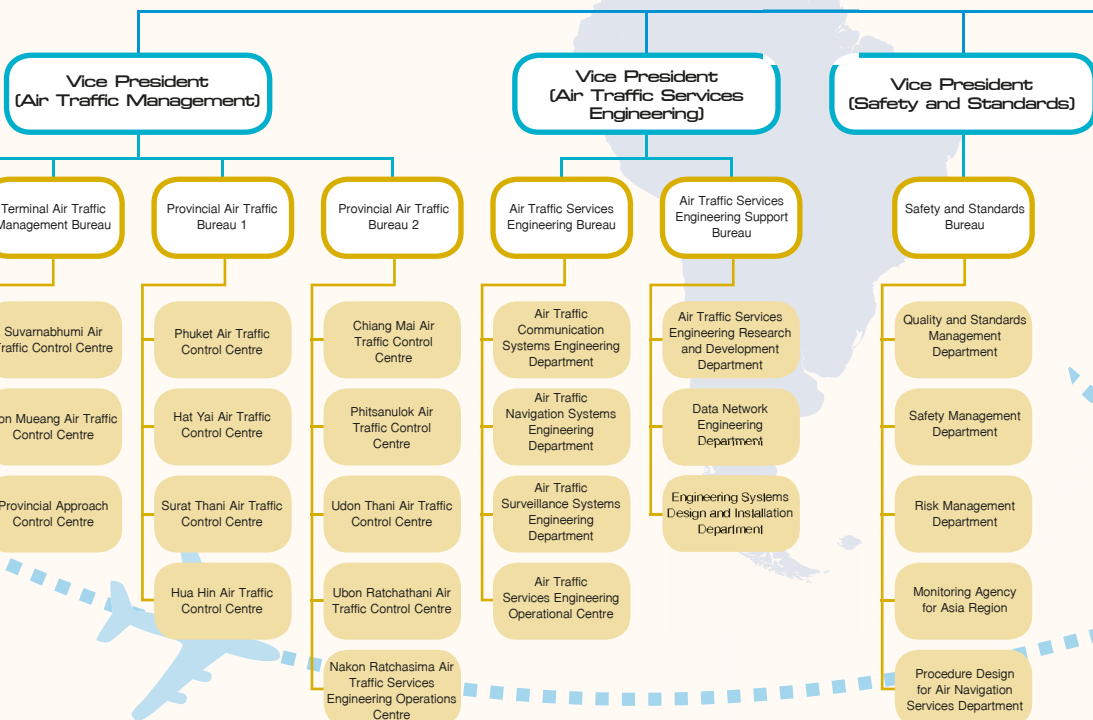 Vice President
(Air Traffic Management)
Vice President
(Air Traffic Services
Engineering)
Vice President
(Safety and Standards)
Terminal Air Traffic
Management Bureau
Provincial Air Traffic
Bureau 1
Provincial Air Traffic
Bureau 2
Air Traffic Services
Engineering Bureau
Air Traffic Services
Engineering Support
Bureau
Safety and Standards
Bureau
Suvarnabhumi Air
Traffic Control Centre
on Mueang Air Traffic
Control Centre
Provincial Approach
Control Centre
Phuket Air Traffic
Control Centre
Hat Yai Air Traffic
Control Centre
Surat Thani Air Traffic
Control Centre
Hua Hin Air Traffic
Control Centre
Chiang Mai Air
Traffic Control
Centre
Phitsanulok Air
Traffic Control
Centre
Udon Thani Air Traffic
Control Centre
Ubon Ratchathani Air
Traffic Control Centre
Nakon Ratchasima Air
Traffic Services
Engineering Operations
Centre
Air Traffic
Communication
Systems Engineering
Department
Air Traffic
Navigation Systems
Engineering
Department
Air Traffic
Surveillance Systems
Engineering
Department
Air Traffic
Services Engineering
Operational Centre
Air Traffic Services
Engineering Research
and Development
Department
Data Network
Engineering
Department
Engineering Systems
Design and Installation
Department
Quality and Standards
Management
Department
Safety Management
Department
Risk Management
Department
Monitoring Agency
for Asia Region
Procedure Design
for Air Navigation
Services Department